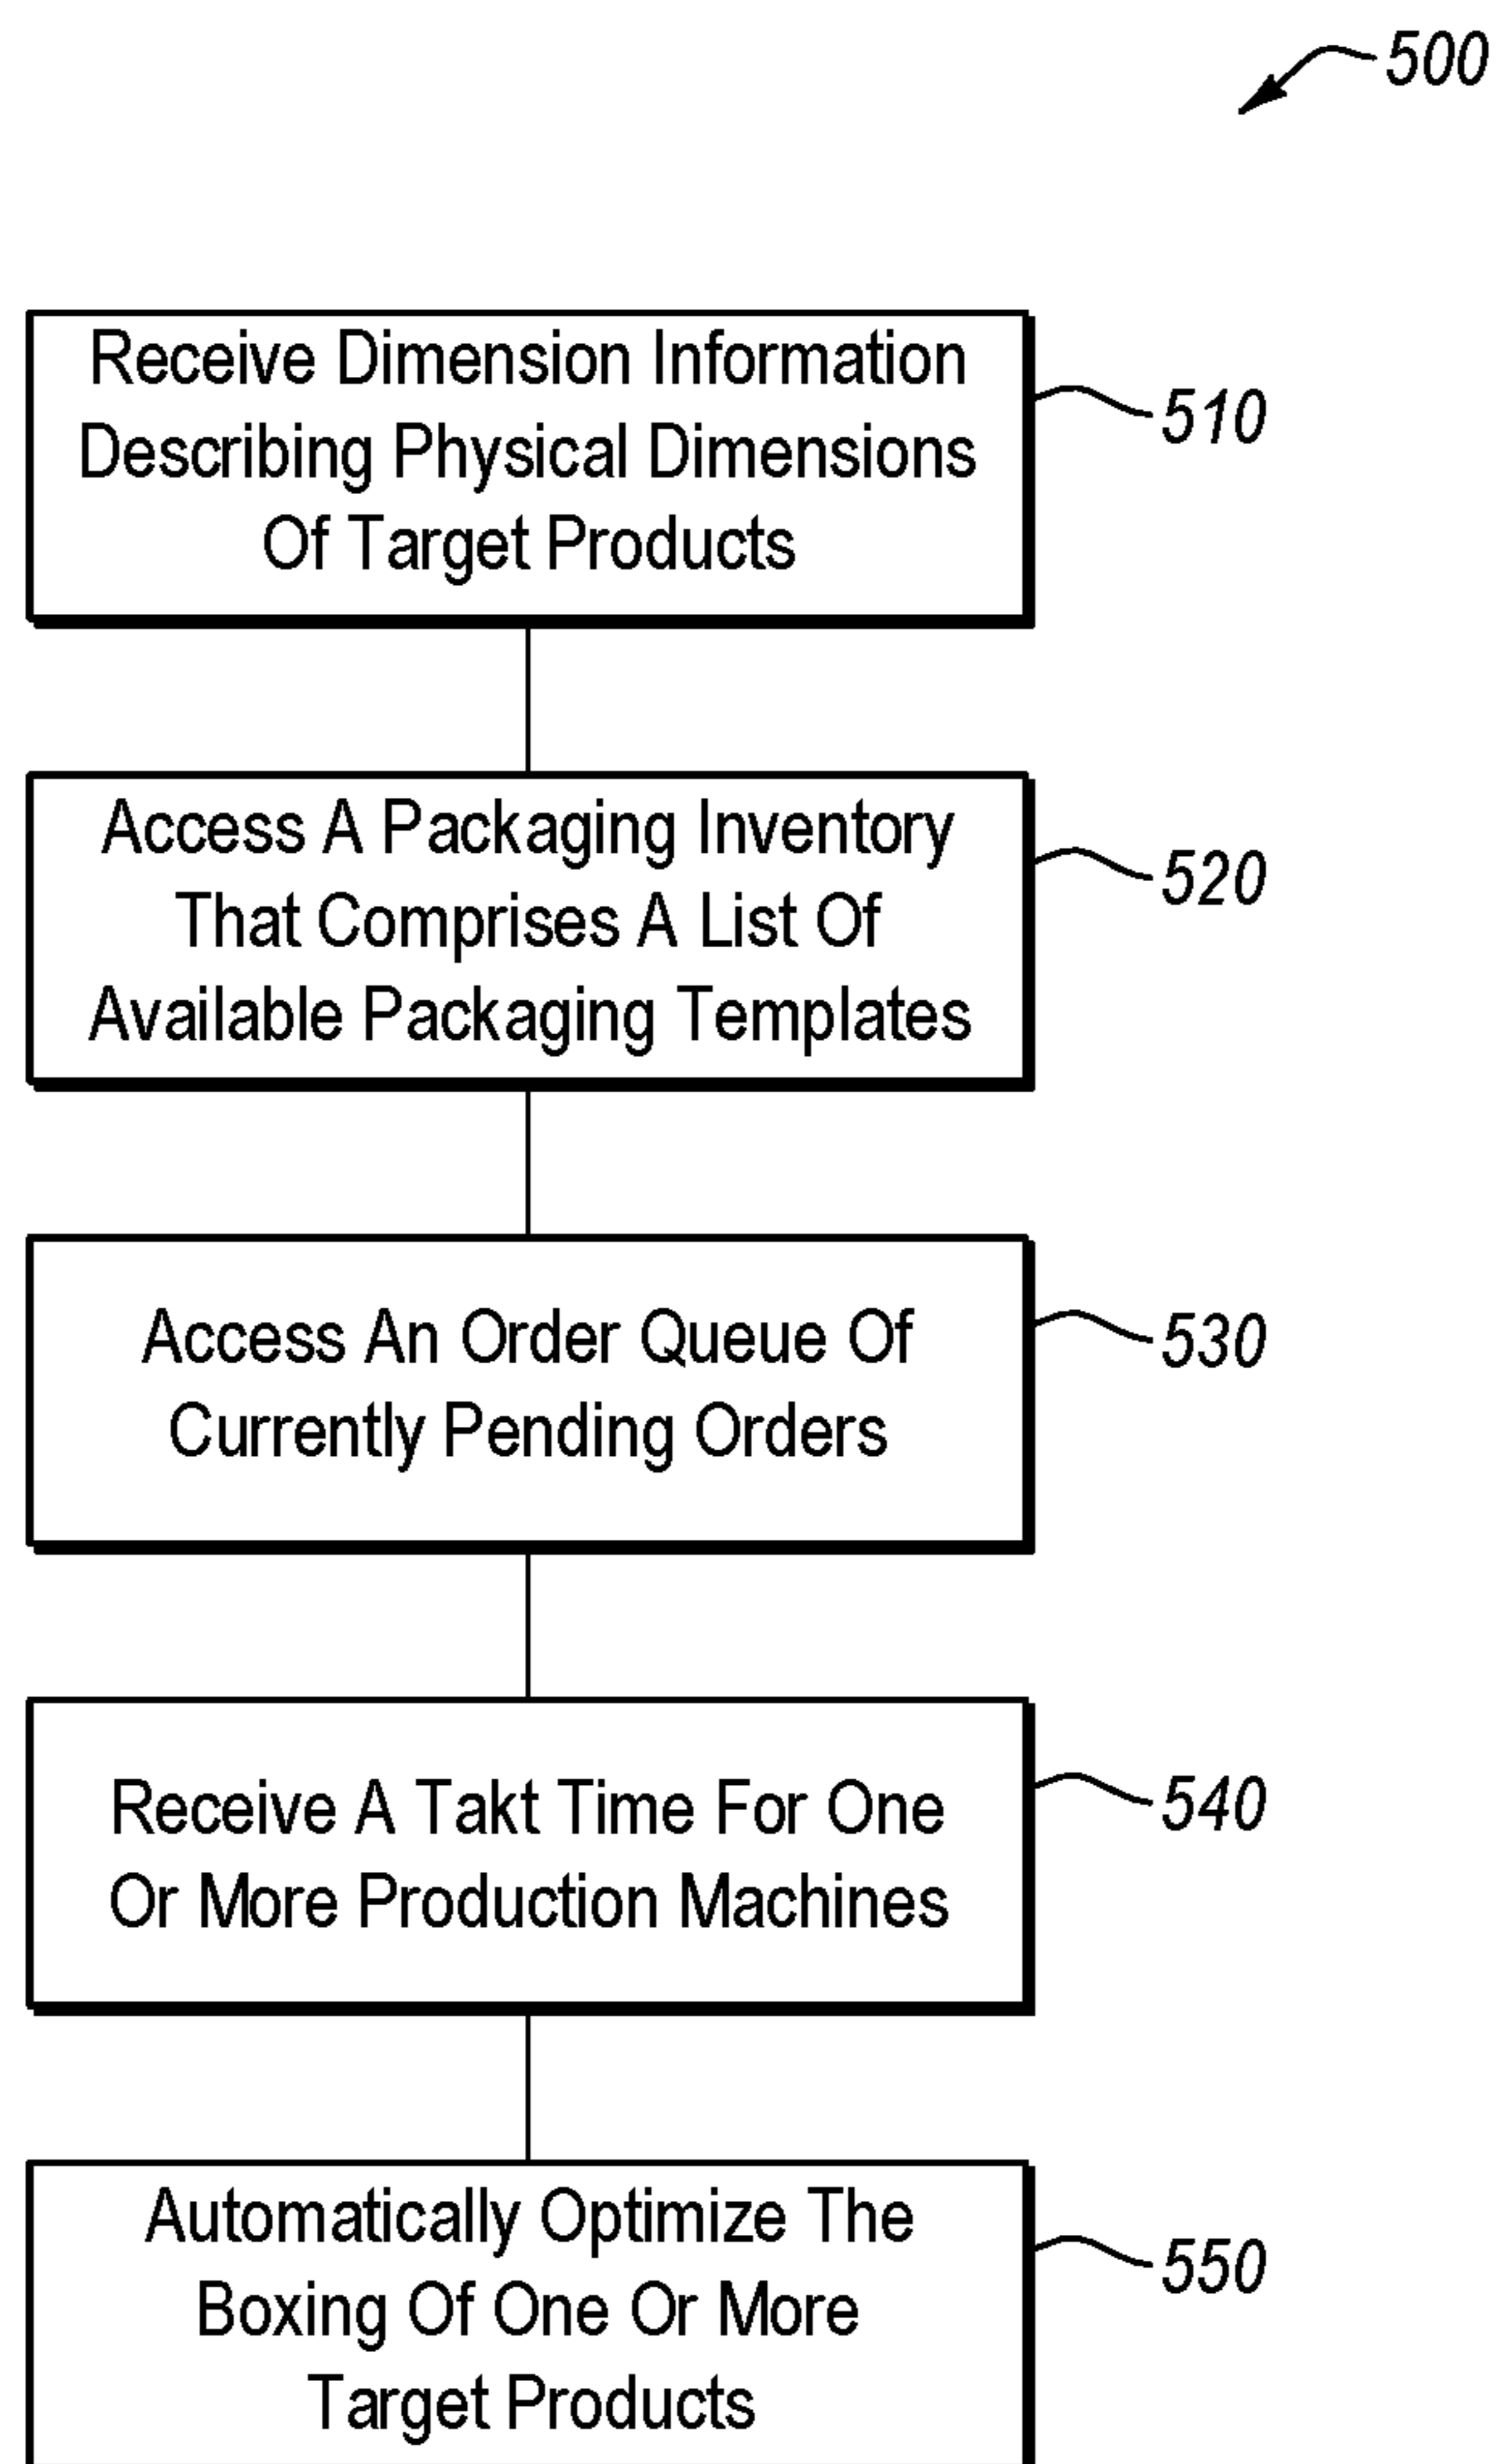 500
Receive Dimension Information
Describing Physical Dimensions
Of Target Products
510
Access A Packaging Inventory
That Comprises A List Of
Available Packaging Templates
520
Access An Order Queue Of
Currently Pending Orders
530
Receive A Takt Time For One
Or More Production Machines
540
Automatically Optimize The
Boxing Of One Or More
Target Products
550